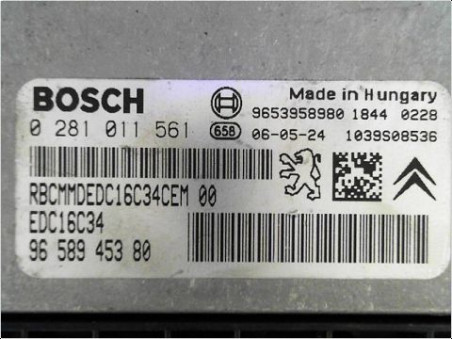 BOSCH
Made in Hungary
9653958980 1844 0228
0 281 011 561
658
06-05-24 1039S08536
RBCMMDEDC16C34CEM 00
EDC16C34
96 589 453 80